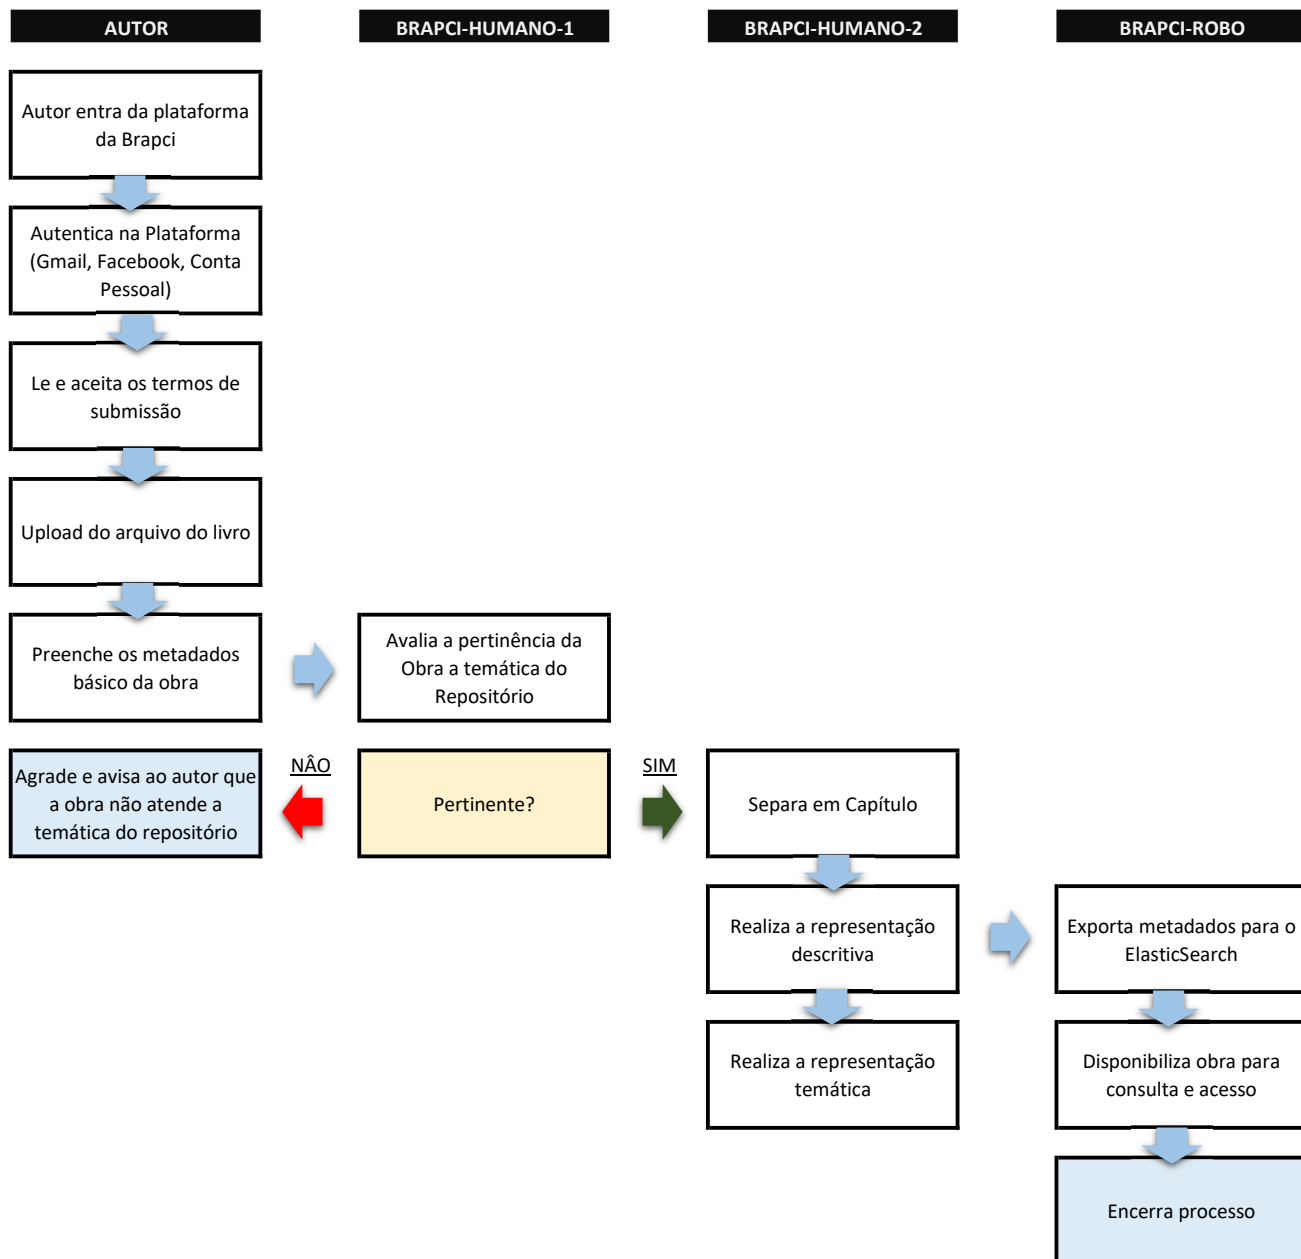 AUTOR
BRAPCI-HUMANO-1
BRAPCI-HUMANO-2
BRAPCI-ROBO
Autor entra da plataforma
da Brapci
Autentica na Plataforma
(Gmail, Facebook, Conta
Pessoal)
Le e aceita os termos de
submissão
Upload do arquivo do livro
Preenche os metadados
básico da obra
Avalia a pertinência da
Obra a temática do
Repositório
Agrade e avisa ao autor que
a obra não atende a
temática do repositório
NÂO
Pertinente?
SIM
Separa em Capítulo
Realiza a representação
descritiva
Exporta metadados para o
ElasticSearch
Realiza a representação
temática
Disponibiliza obra para
consulta e acesso
Encerra processo